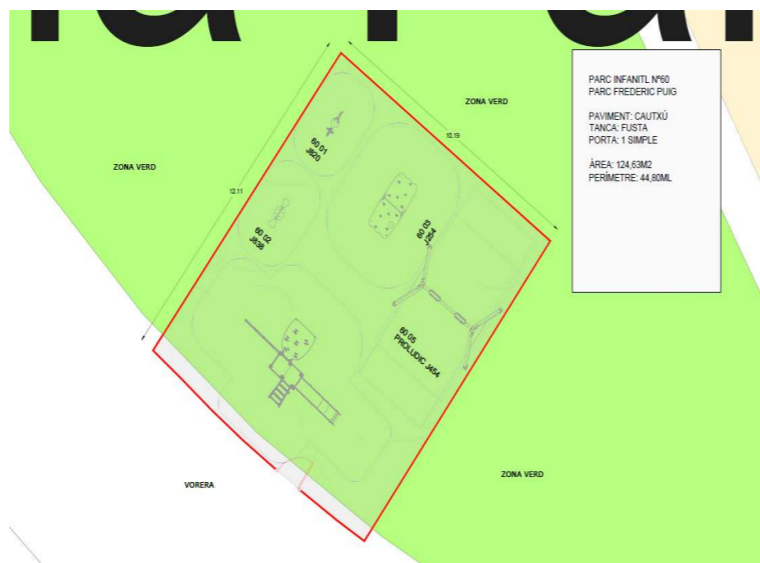 PARC INFANITL Nº60
PARC FREDERIC PUIG
PAVIMENT: CAUTXÚ
TANCA: FUSTA
PORTA: 1 SIMPLE
ÀREA: 124,63M2
PERÍMETRE: 44,80ML
ZONA VERD
10,19
ZONA VERD
12,11
60 01
J820
60 02
J838
60 03
J254
60 05
PROLUDIC J454
ZONA VERD
VORERA